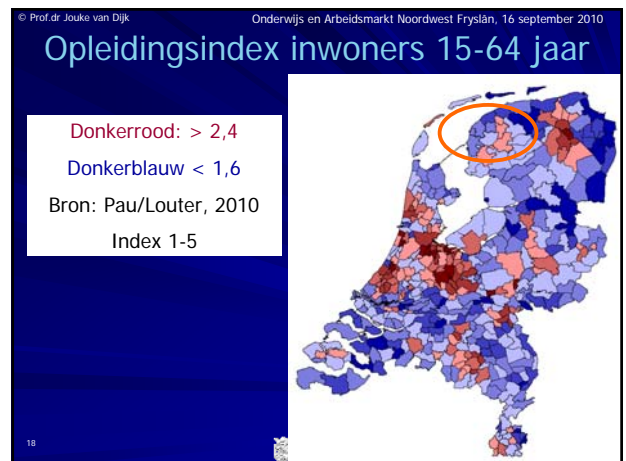 © Prof.dr Jouke van Dijk
Onderwijs en Arbeidsmarkt Noordwest Fryslân, 16 september 2010
Opleidingsindex inwoners 15-64 jaar
Donkerrood: > 2,4
Donkerblauw < 1,6
Bron: Pau/Louter, 2010
Index 1-5
18